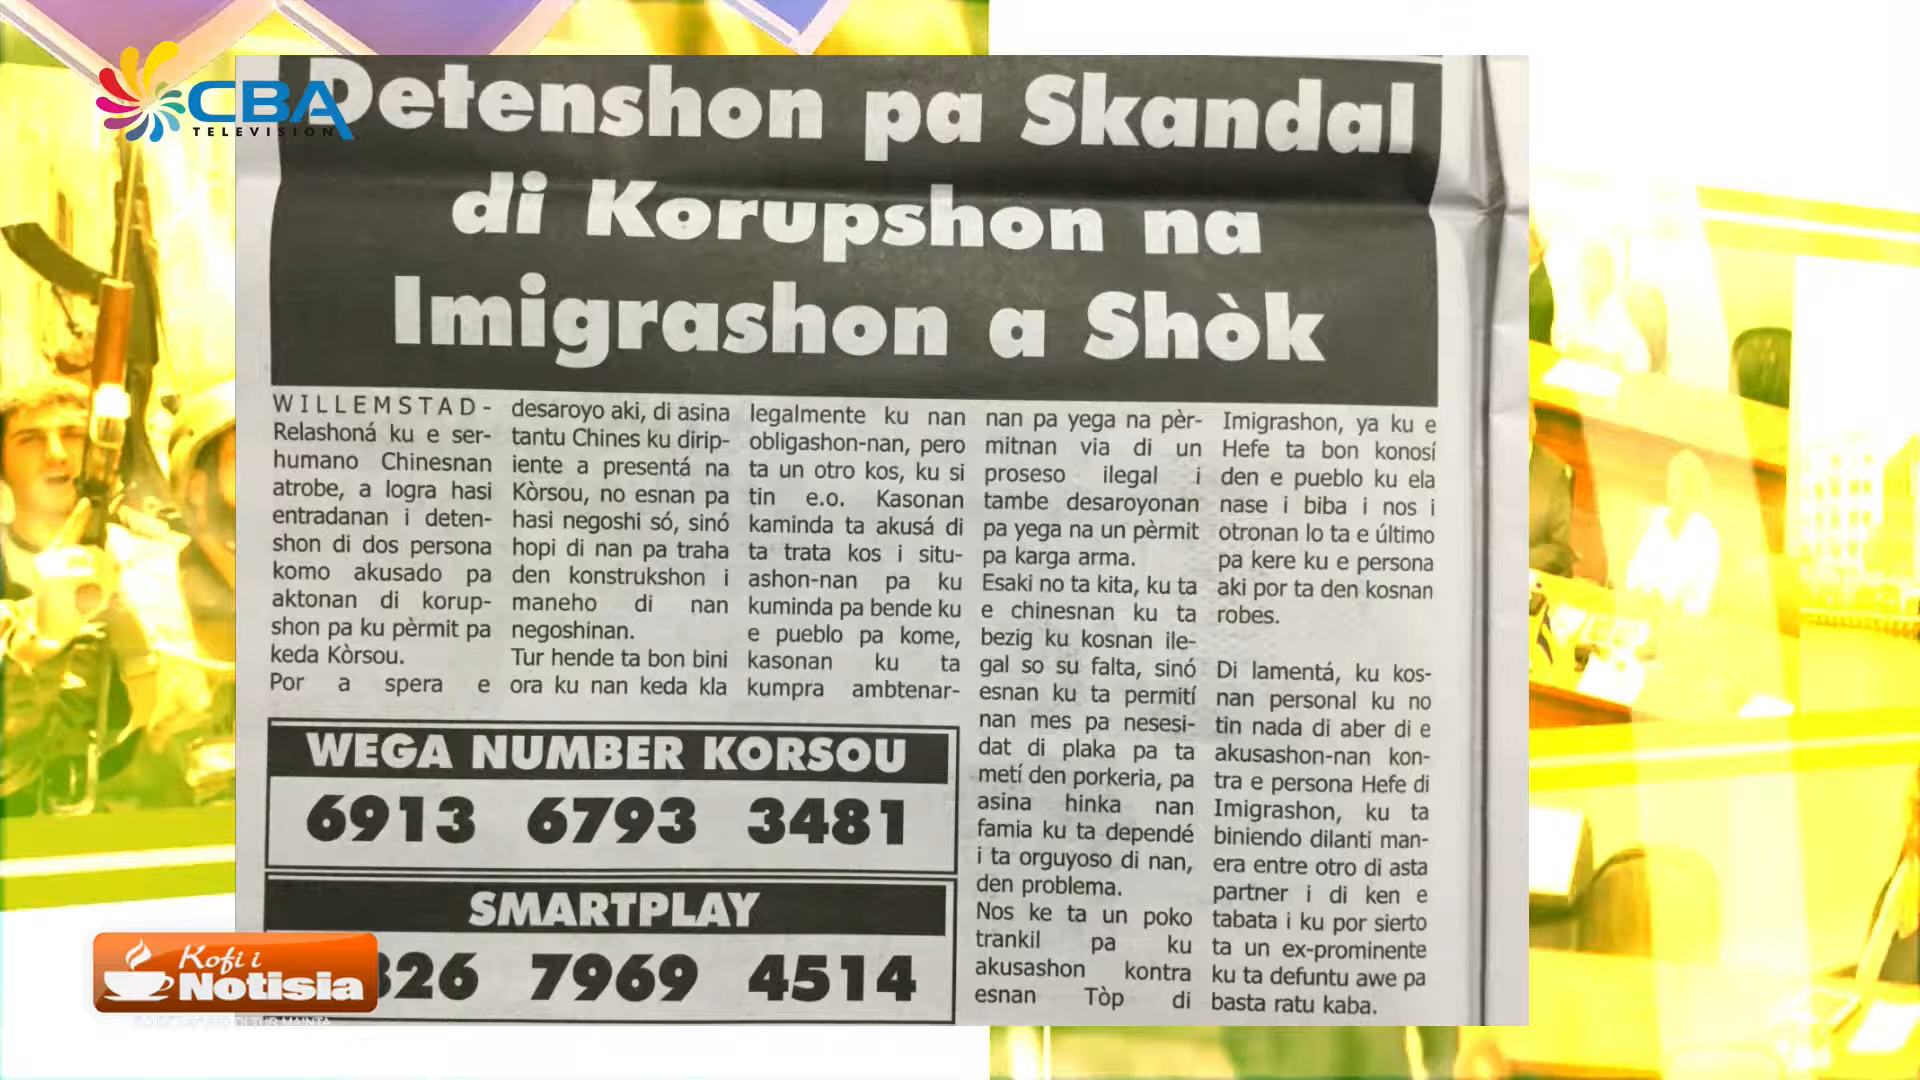 CBA
TELEVISION
Detenshon pa Skandal
di Korupshon na
Imigrashon a Shòk
WILLEMSTAD-
Relashoná ku e ser-
humano Chinesnan
atrobe, a logra hasi
entradanan i deten-
shon di dos persona
komo akusado pa
aktonan di korup-
shon pa ku pèrmit pa
keda Kòrsou.
Por a spera e
desaroyo aki, di asina
tantu Chines ku dirip-
iente a presentá na
Kòrsou, no esnan pa
hasi negoshi só, sinó
hopi di nan pa traha
den konstrukshon i
maneho di nan
negoshinan.
Tur hende ta bon bini
ora ku nan keda kla
legalmente ku nan
obligashon-nan, pero
ta un otro kos, ku si
tin e.o. Kasonan
kaminda ta akusá di
ta trata kos i situ-
ashon-nan pa ku
kuminda pa bende ku
e pueblo pa kome,
kasonan ku ta
kumpra ambtenar-
nan pa yega na pèr-
mitnan via di un
proseso ilegal i
tambe desaroyonan
pa yega na un pèrmit
pa karga arma.
Esaki no ta kita, ku ta
e chinesnan ku ta
bezig ku kosnan ile-
gal so su falta, sinó
esnan ku ta permití
nan mes pa nesesi-
dat di plaka pa ta
metí den porkeria, pa
asina hinka nan
famia ku ta dependé
i ta orguyoso di nan,
den problema.
Nos ke ta un poko
trankil pa ku
akusashon kontra
esnan Tòp di
Imigrashon, ya ku e
Hefe ta bon konosí
den e pueblo ku ela
nase i biba i nos i
otronan lo ta e último
pa kere ku e persona
aki por ta den kosnan
robes.
Di lamentá, ku kos-
nan personal ku no
tin nada di aber di e
akusashon-nan kon-
tra e persona Hefe di
Imigrashon, ku ta
biniendo dilanti man-
era entre otro di asta
partner i di ken e
tabata i ku por sierto
ta un ex-prominente
ku ta defuntu awe pa
basta ratu kaba.
WEGA NUMBER KORSOU
6913 6793 3481
SMARTPLAY
326 7969 4514
Kofi i
Notisia